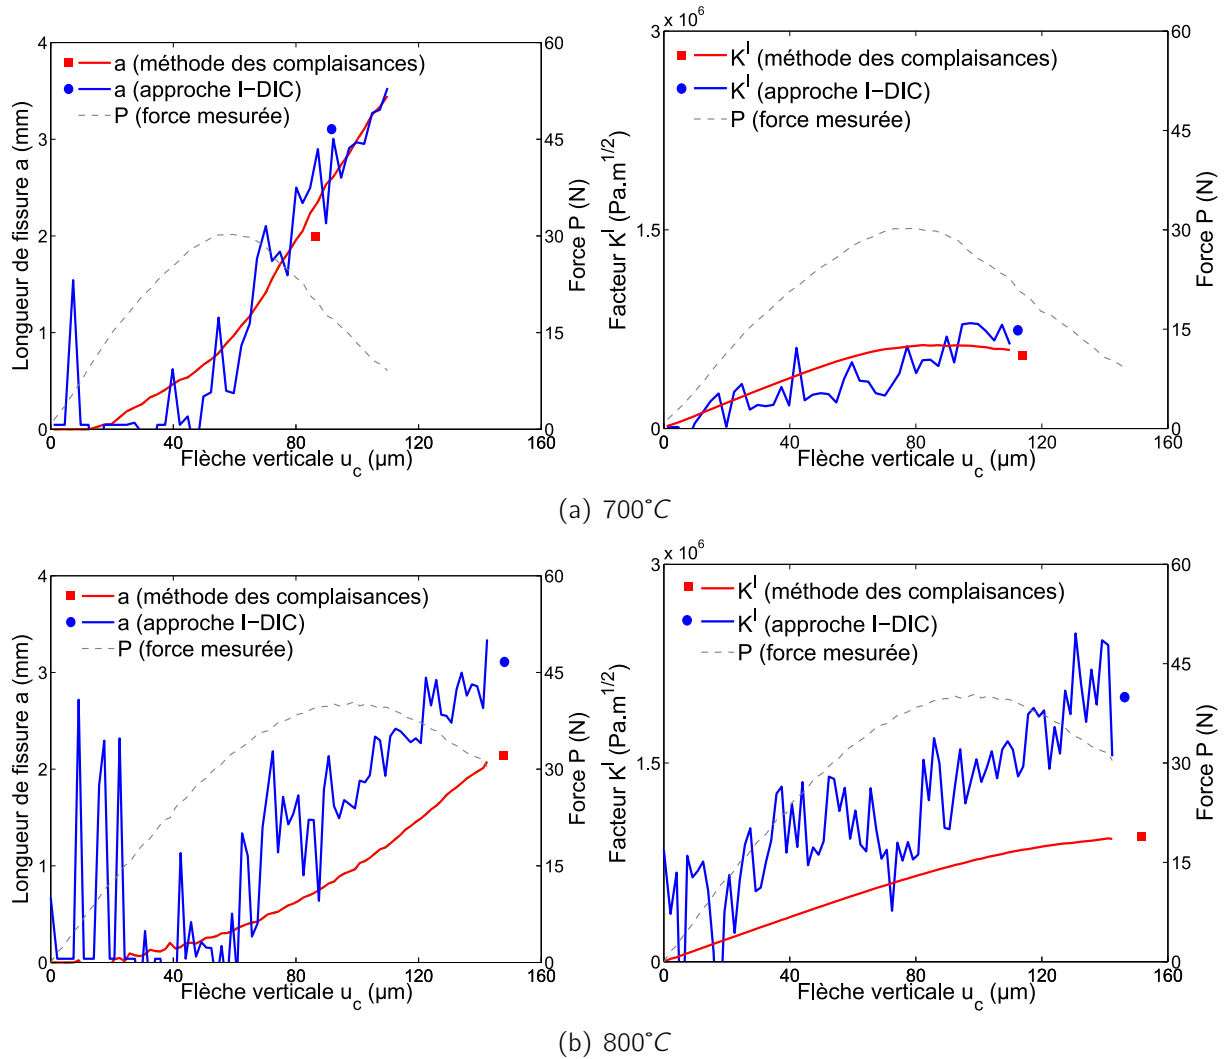 4
3
2
1
0
0
40
80
120
160
60
45
30
15
0
Longueur de fissure a (mm)
Force P (N)
Flèche verticale u_c (µm)
a (méthode des complaisances)
a (approche I−DIC)
P (force mesurée)
3 x 10^6
1.5
0
0
40
80
120
160
60
45
30
15
0
Facteur K^I (Pa.m^1/2)
Force P (N)
Flèche verticale u_c (µm)
K^I (méthode des complaisances)
K^I (approche I−DIC)
P (force mesurée)
(a) 700°C
4
3
2
1
0
0
40
80
120
160
60
45
30
15
0
Longueur de fissure a (mm)
Force P (N)
Flèche verticale u_c (µm)
a (méthode des complaisances)
a (approche I−DIC)
P (force mesurée)
3 x 10^6
1.5
0
0
40
80
120
160
60
45
30
15
0
Facteur K^I (Pa.m^1/2)
Force P (N)
Flèche verticale u_c (µm)
K^I (méthode des complaisances)
K^I (approche I−DIC)
P (force mesurée)
(b) 800°C